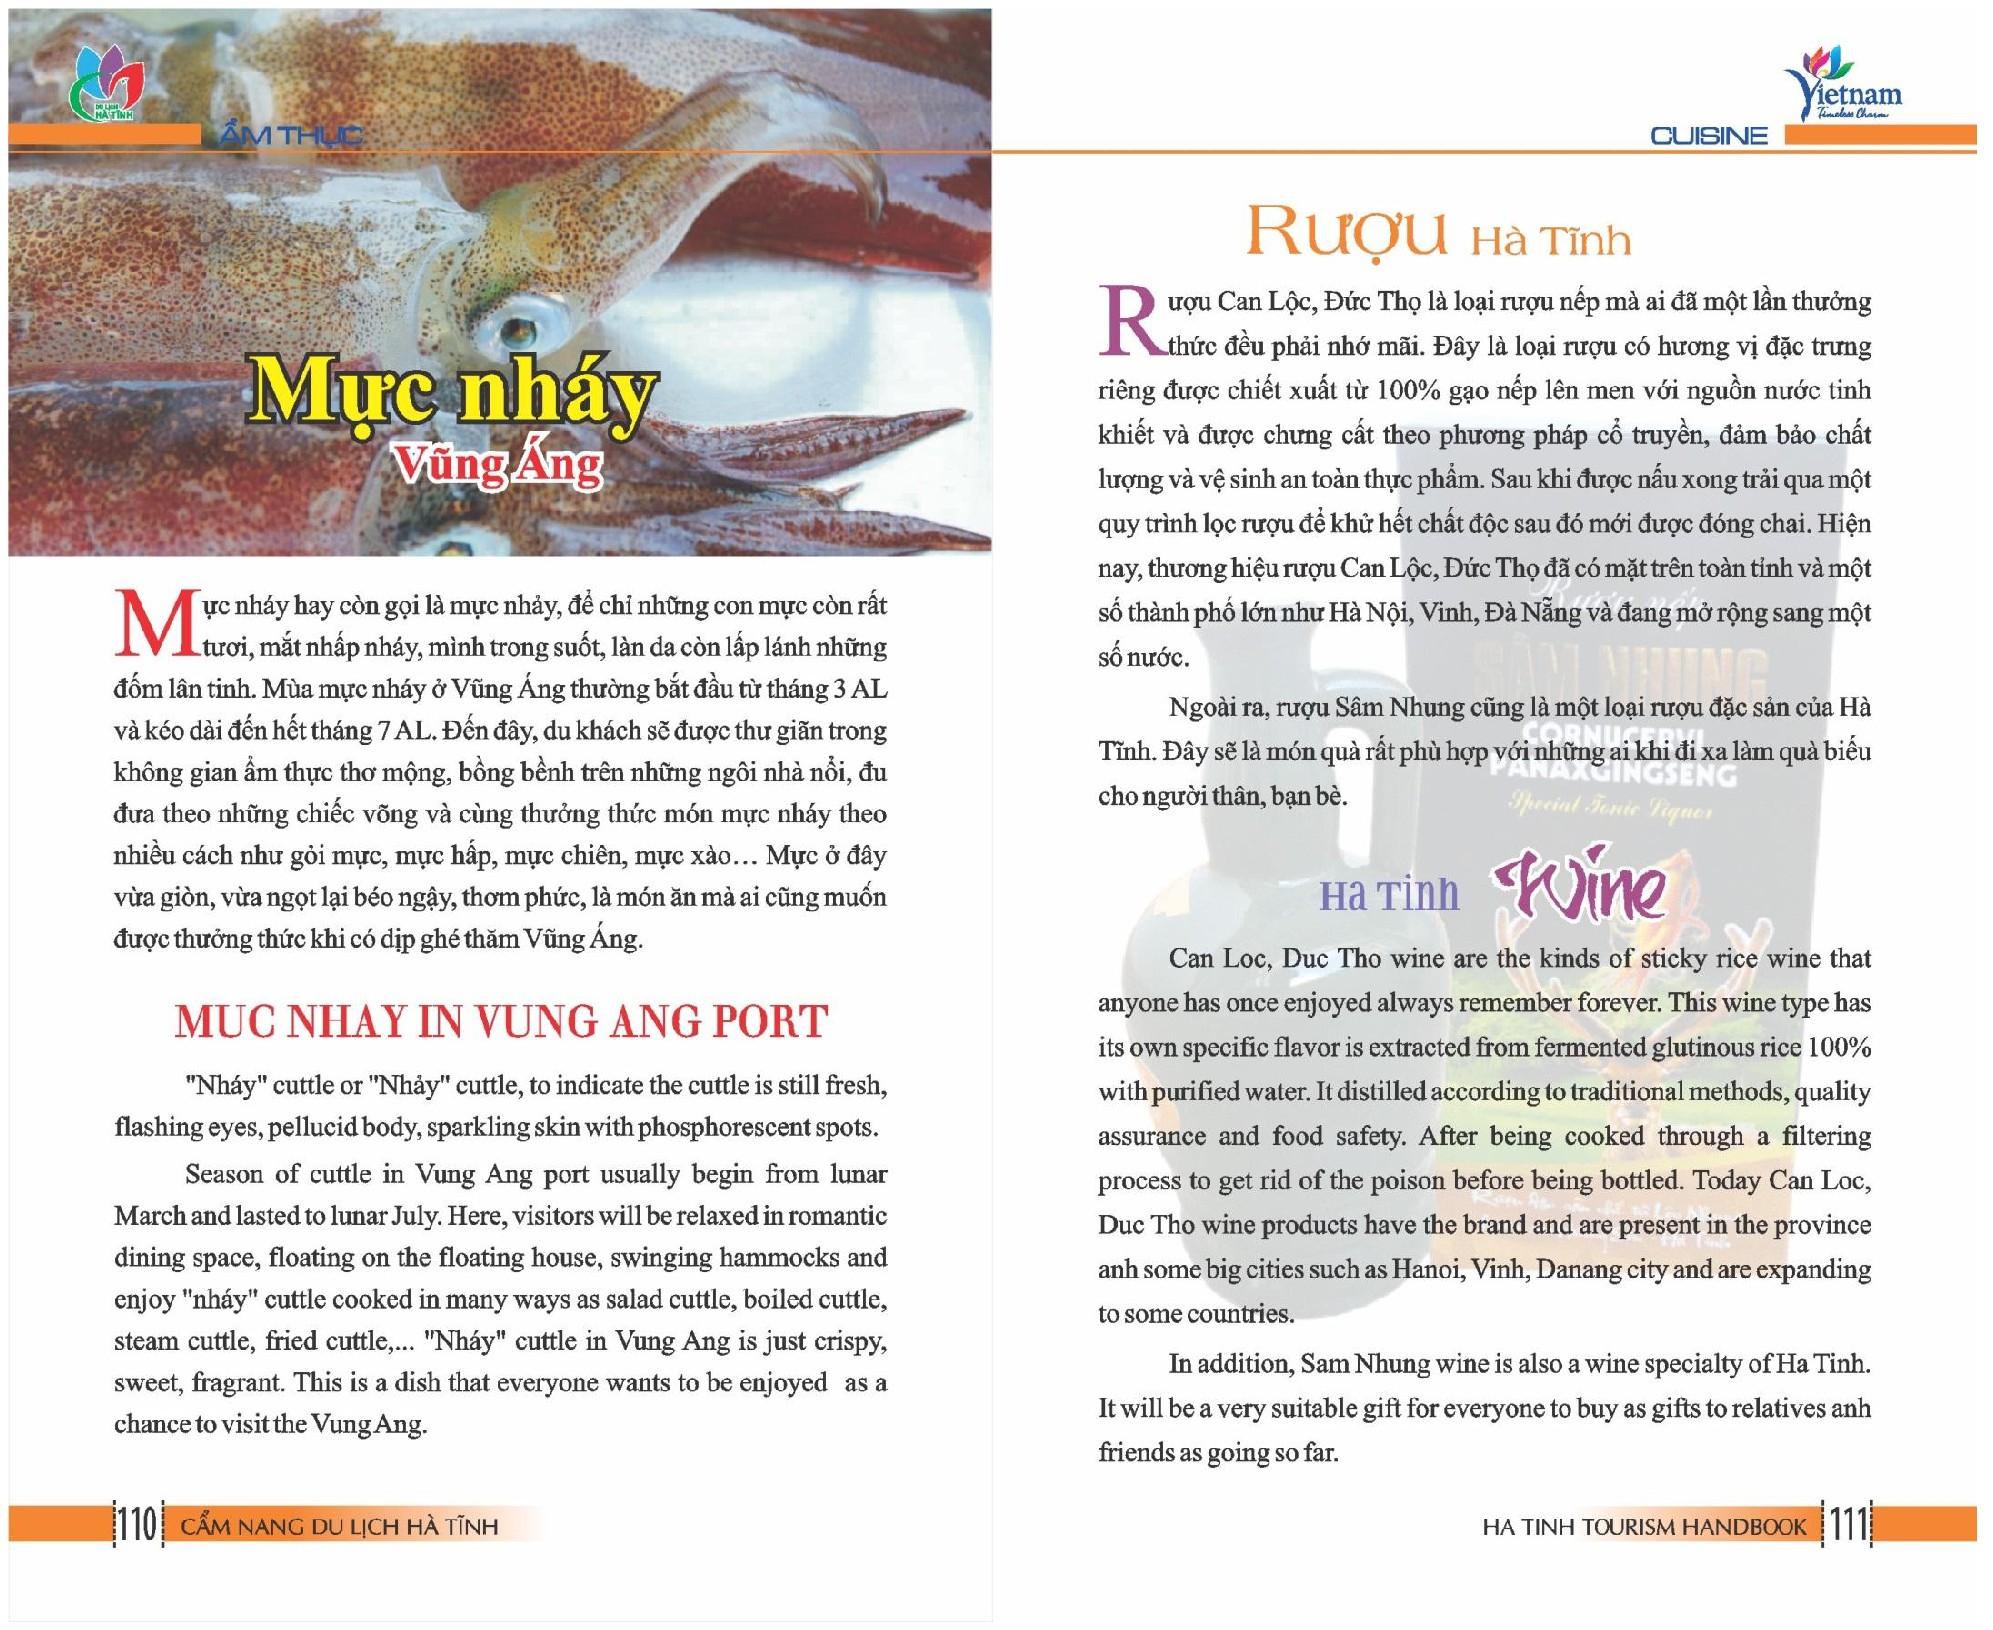 DU LỊCH
HÀ TĨNH
ẨM THỰC
Mực nháy
Vũng Áng
Mực nháy hay còn gọi là mực nhảy, để chỉ những con mực còn rất
tươi, mắt nhấp nháy, mình trong suốt, làn da còn lấp lánh những
đốm lân tinh. Mùa mực nháy ở Vũng Áng thường bắt đầu từ tháng 3 AL
và kéo dài đến hết tháng 7 AL. Đến đây, du khách sẽ được thư giãn trong
không gian ẩm thực thơ mộng, bồng bềnh trên những ngôi nhà nổi, đu
đưa theo những chiếc võng và cùng thưởng thức món mực nháy theo
nhiều cách như gỏi mực, mực hấp, mực chiên, mực xào... Mực ở đây
vừa giòn, vừa ngọt lại béo ngậy, thơm phức, là món ăn mà ai cũng muốn
được thưởng thức khi có dịp ghé thăm Vũng Áng.
MUC NHAY IN VUNG ANG PORT
"Nháy" cuttle or "Nhảy" cuttle, to indicate the cuttle is still fresh,
flashing eyes, pellucid body, sparkling skin with phosphorescent spots.
Season of cuttle in Vung Ang port usually begin from lunar
March and lasted to lunar July. Here, visitors will be relaxed in romantic
dining space, floating on the floating house, swinging hammocks and
enjoy "nháy" cuttle cooked in many ways as salad cuttle, boiled cuttle,
steam cuttle, fried cuttle,... "Nháy" cuttle in Vung Ang is just crispy,
sweet, fragrant. This is a dish that everyone wants to be enjoyed as a
chance to visit the Vung Ang.
110 CẨM NANG DU LỊCH HÀ TĨNH
Vietnam
Timeless Charm
CUISINE
Rượu Hà Tĩnh
Rượu Can Lộc, Đức Thọ là loại rượu nếp mà ai đã một lần thưởng
thức đều phải nhớ mãi. Đây là loại rượu có hương vị đặc trưng
riêng được chiết xuất từ 100% gạo nếp lên men với nguồn nước tinh
khiết và được chưng cất theo phương pháp cổ truyền, đảm bảo chất
lượng và vệ sinh an toàn thực phẩm. Sau khi được nấu xong trải qua một
quy trình lọc rượu để khử hết chất độc sau đó mới được đóng chai. Hiện
nay, thương hiệu rượu Can Lộc, Đức Thọ đã có mặt trên toàn tỉnh và một
số thành phố lớn như Hà Nội, Vinh, Đà Nẵng và đang mở rộng sang một
số nước.
Ngoài ra, rượu Sâm Nhung cũng là một loại rượu đặc sản của Hà
Tĩnh. Đây sẽ là món quà rất phù hợp với những ai khi đi xa làm quà biếu
cho người thân, bạn bè.
Rượu nếp
SÂM NHUNG
CORNUCERVI
PANAXGINGSENG
Special Tonic Liquor
Ha Tinh Wine
Can Loc, Duc Tho wine are the kinds of sticky rice wine that
anyone has once enjoyed always remember forever. This wine type has
its own specific flavor is extracted from fermented glutinous rice 100%
with purified water. It distilled according to traditional methods, quality
assurance and food safety. After being cooked through a filtering
process to get rid of the poison before being bottled. Today Can Loc,
Duc Tho wine products have the brand and are present in the province
anh some big cities such as Hanoi, Vinh, Danang city and are expanding
to some countries.
In addition, Sam Nhung wine is also a wine specialty of Ha Tinh.
It will be a very suitable gift for everyone to buy as gifts to relatives anh
friends as going so far.
HA TINH TOURISM HANDBOOK 111